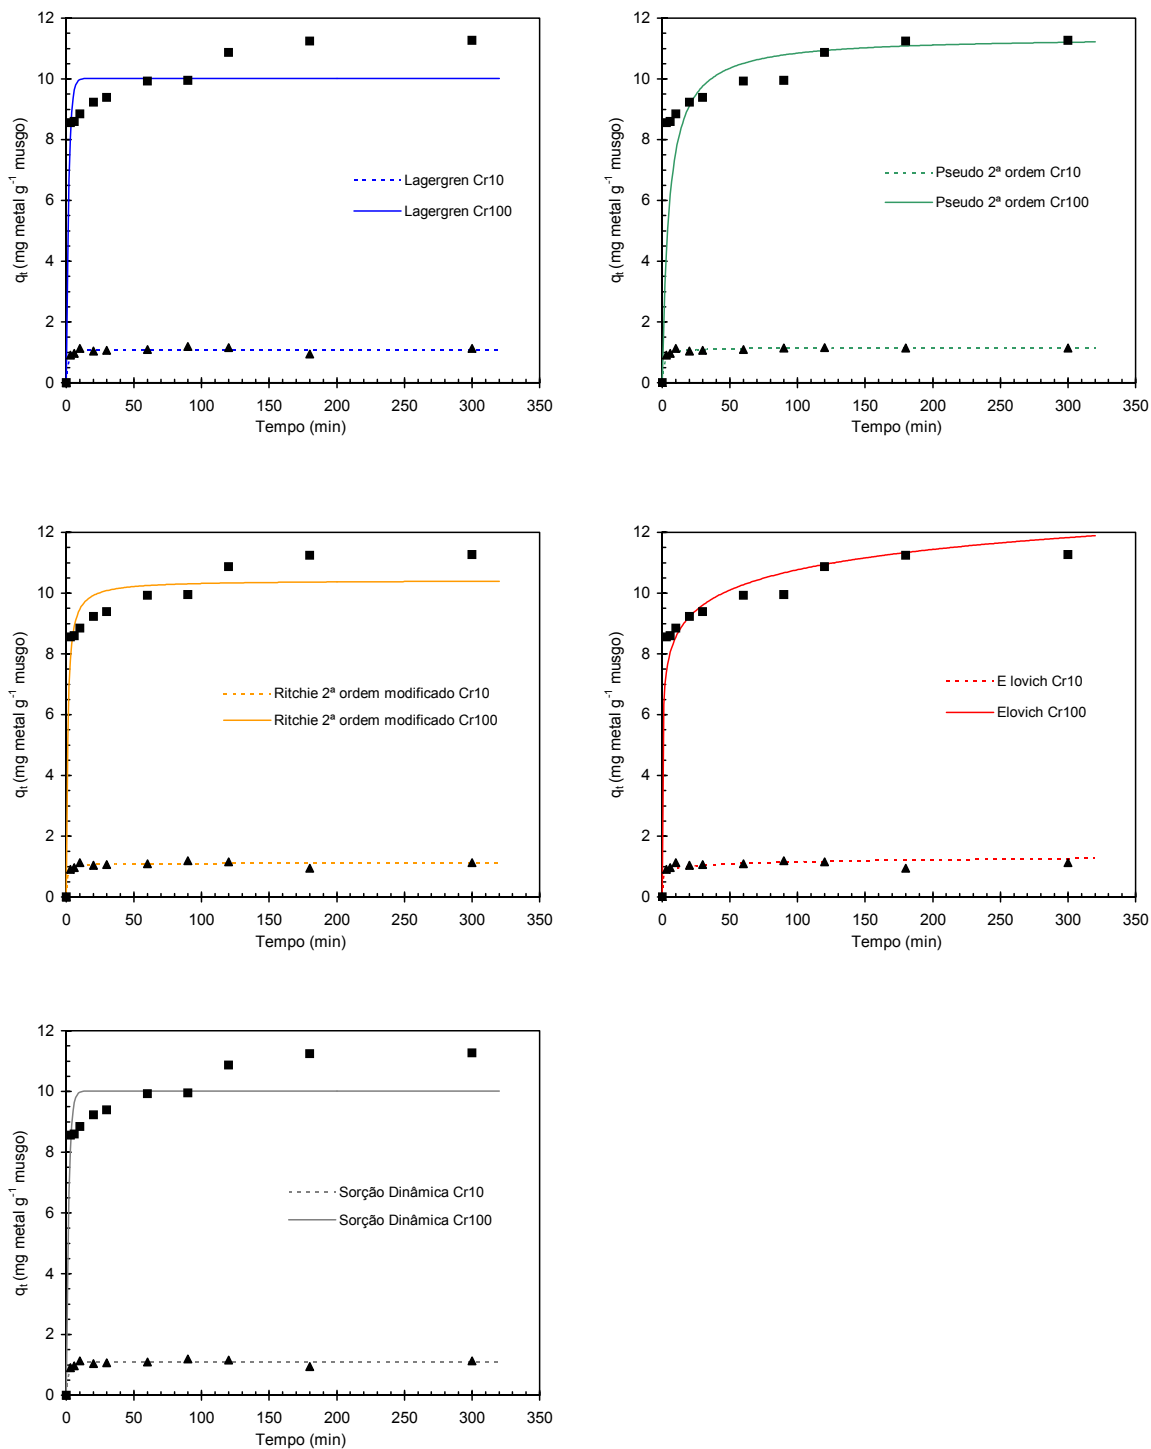 12
10
8
6
4
2
0
q_t (mg metal g⁻¹ musgo)
Lagergren Cr10
Lagergren Cr100
0 50 100 150 200 250 300 350
Tempo (min)
12
10
8
6
4
2
0
q_t (mg metal g⁻¹ musgo)
Pseudo 2ª ordem Cr10
Pseudo 2ª ordem Cr100
0 50 100 150 200 250 300 350
Tempo (min)
12
10
8
6
4
2
0
q_t (mg metal g⁻¹ musgo)
Ritchie 2ª ordem modificado Cr10
Ritchie 2ª ordem modificado Cr100
0 50 100 150 200 250 300 350
Tempo (min)
12
10
8
6
4
2
0
q_t (mg metal g⁻¹ musgo)
E lovich Cr10
Elovich Cr100
0 50 100 150 200 250 300 350
Tempo (min)
12
10
8
6
4
2
0
q_t (mg metal g⁻¹ musgo)
Sorção Dinâmica Cr10
Sorção Dinâmica Cr100
0 50 100 150 200 250 300 350
Tempo (min)